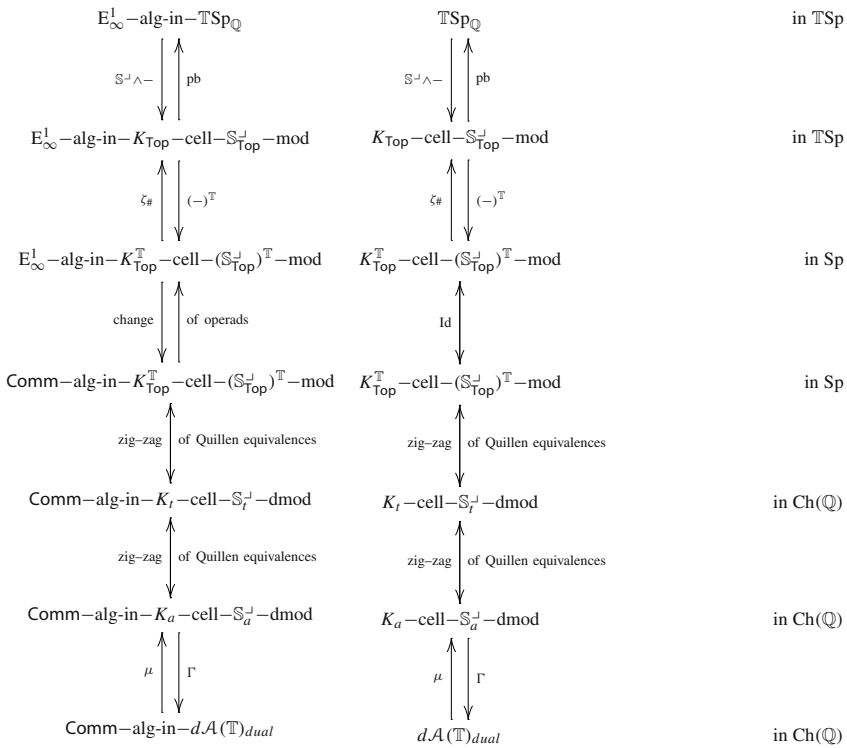 E¹∞−alg-in−𝕋Sp_ℚ 𝕋Sp_ℚ in 𝕋Sp
𝕊^⅃∧− pb 𝕊^⅃∧− pb
E¹∞−alg-in−K_Top−cell−𝕊^⅃_Top−mod K_Top−cell−𝕊^⅃_Top−mod in 𝕋Sp
ζ_# (−)^𝕋 ζ_# (−)^𝕋
E¹∞−alg-in−K^𝕋_Top−cell−(𝕊^⅃_Top)^𝕋−mod K^𝕋_Top−cell−(𝕊^⅃_Top)^𝕋−mod in Sp
change of operads Id
Comm−alg-in−K^𝕋_Top−cell−(𝕊^⅃_Top)^𝕋−mod K^𝕋_Top−cell−(𝕊^⅃_Top)^𝕋−mod in Sp
zig–zag of Quillen equivalences zig–zag of Quillen equivalences
Comm−alg-in−K_t−cell−𝕊^⅃_t−dmod K_t−cell−𝕊^⅃_t−dmod in Ch(ℚ)
zig–zag of Quillen equivalences zig–zag of Quillen equivalences
Comm−alg-in−K_a−cell−𝕊^⅃_a−dmod K_a−cell−𝕊^⅃_a−dmod in Ch(ℚ)
μ Γ μ Γ
Comm−alg-in−d𝒜(𝕋)_dual d𝒜(𝕋)_dual in Ch(ℚ)